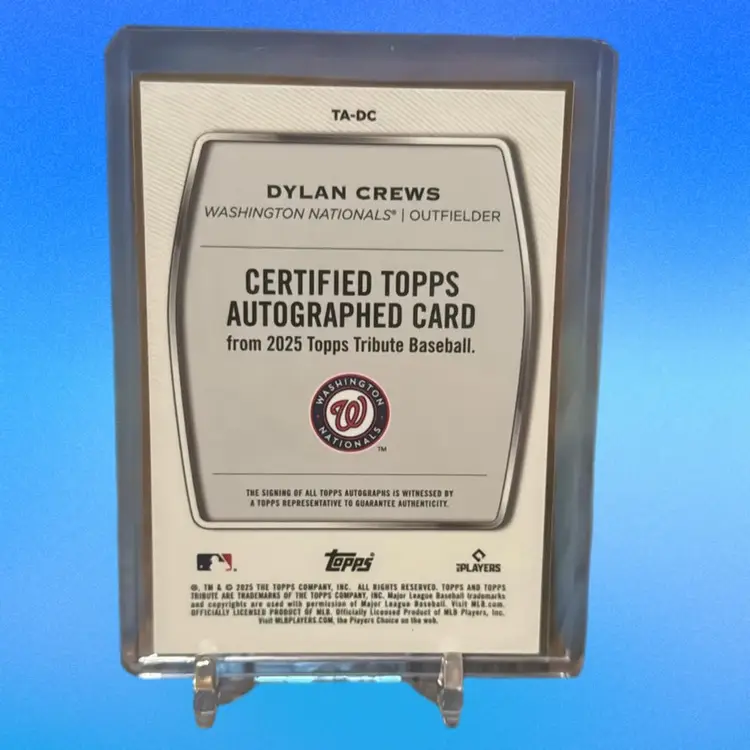 TA-DC
DYLAN CREWS
WASHINGTON NATIONALS® | OUTFIELDER
CERTIFIED TOPPS
AUTOGRAPHED CARD
from 2025 Topps Tribute Baseball.
WASHINGTON
W
NATIONALS
TM
THE SIGNING OF ALL TOPPS AUTOGRAPHS IS WITNESSED BY
A TOPPS REPRESENTATIVE TO GUARANTEE AUTHENTICITY.
Topps
PLAYERS
®, TM & © 2025 THE TOPPS COMPANY, INC. ALL RIGHTS RESERVED. TOPPS AND TOPPS
TRIBUTE ARE TRADEMARKS OF THE TOPPS COMPANY, INC. Major League Baseball trademarks
and copyrights are used with permission of Major League Baseball. Visit MLB.com.
OFFICIALLY LICENSED PRODUCT OF MLB. Officially Licensed Product of MLB Players, Inc.
Visit MLBPLAYERS.COM, the Players Choice on the web.